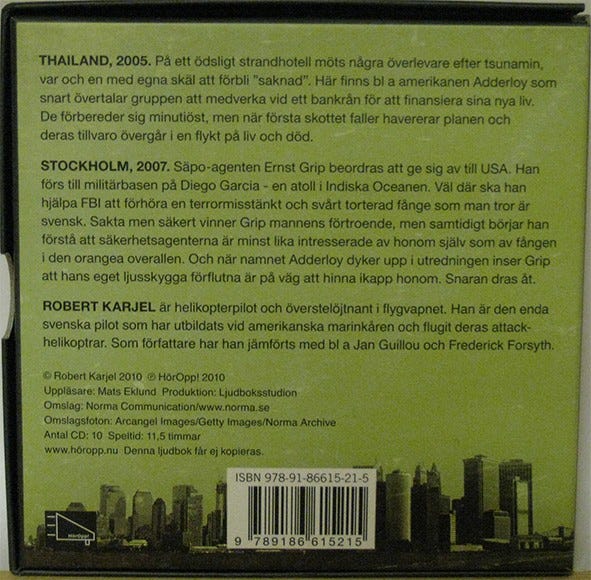 THAILAND, 2005. På ett ödsligt strandhotell möts några överlevare efter tsunamin,
var och en med egna skäl att förbli "saknad". Här finns bl a amerikanen Adderloy som
snart övertalar gruppen att medverka vid ett bankrån för att finansiera sina nya liv.
De förbereder sig minutiöst, men när första skottet faller havererar planen och
deras tillvaro övergår i en flykt på liv och död.
STOCKHOLM, 2007. Säpo-agenten Ernst Grip beordras att ge sig av till USA. Han
förs till militärbasen på Diego Garcia - en atoll i Indiska Oceanen. Väl där ska han
hjälpa FBI att förhöra en terrormisstänkt och svårt torterad fånge som man tror är
svensk. Sakta men säkert vinner Grip mannens förtroende, men samtidigt börjar han
förstå att säkerhetsagenterna är minst lika intresserade av honom själv som av fången
i den orangea overallen. Och när namnet Adderloy dyker upp i utredningen inser Grip
att hans eget ljusskygga förflutna är på väg att hinna ikapp honom. Snaran dras åt.
ROBERT KARJEL är helikopterpilot och överstelöjtnant i flygvapnet. Han är den enda
svenska pilot som har utbildats vid amerikanska marinkåren och flugit deras attack-
helikoptrar. Som författare har han jämförts med bl a Jan Guillou och Frederick Forsyth.
© Robert Karjel 2010 ℗ HörOpp! 2010
Uppläsare: Mats Eklund Produktion: Ljudboksstudion
Omslag: Norma Communication/www.norma.se
Omslagsfoton: Arcangel Images/Getty Images/Norma Archive
Antal CD: 10 Speltid: 11,5 timmar
www.höropp.nu Denna ljudbok får ej kopieras.
ISBN 978-91-86615-21-5
9 789186 615215
HörOpp!